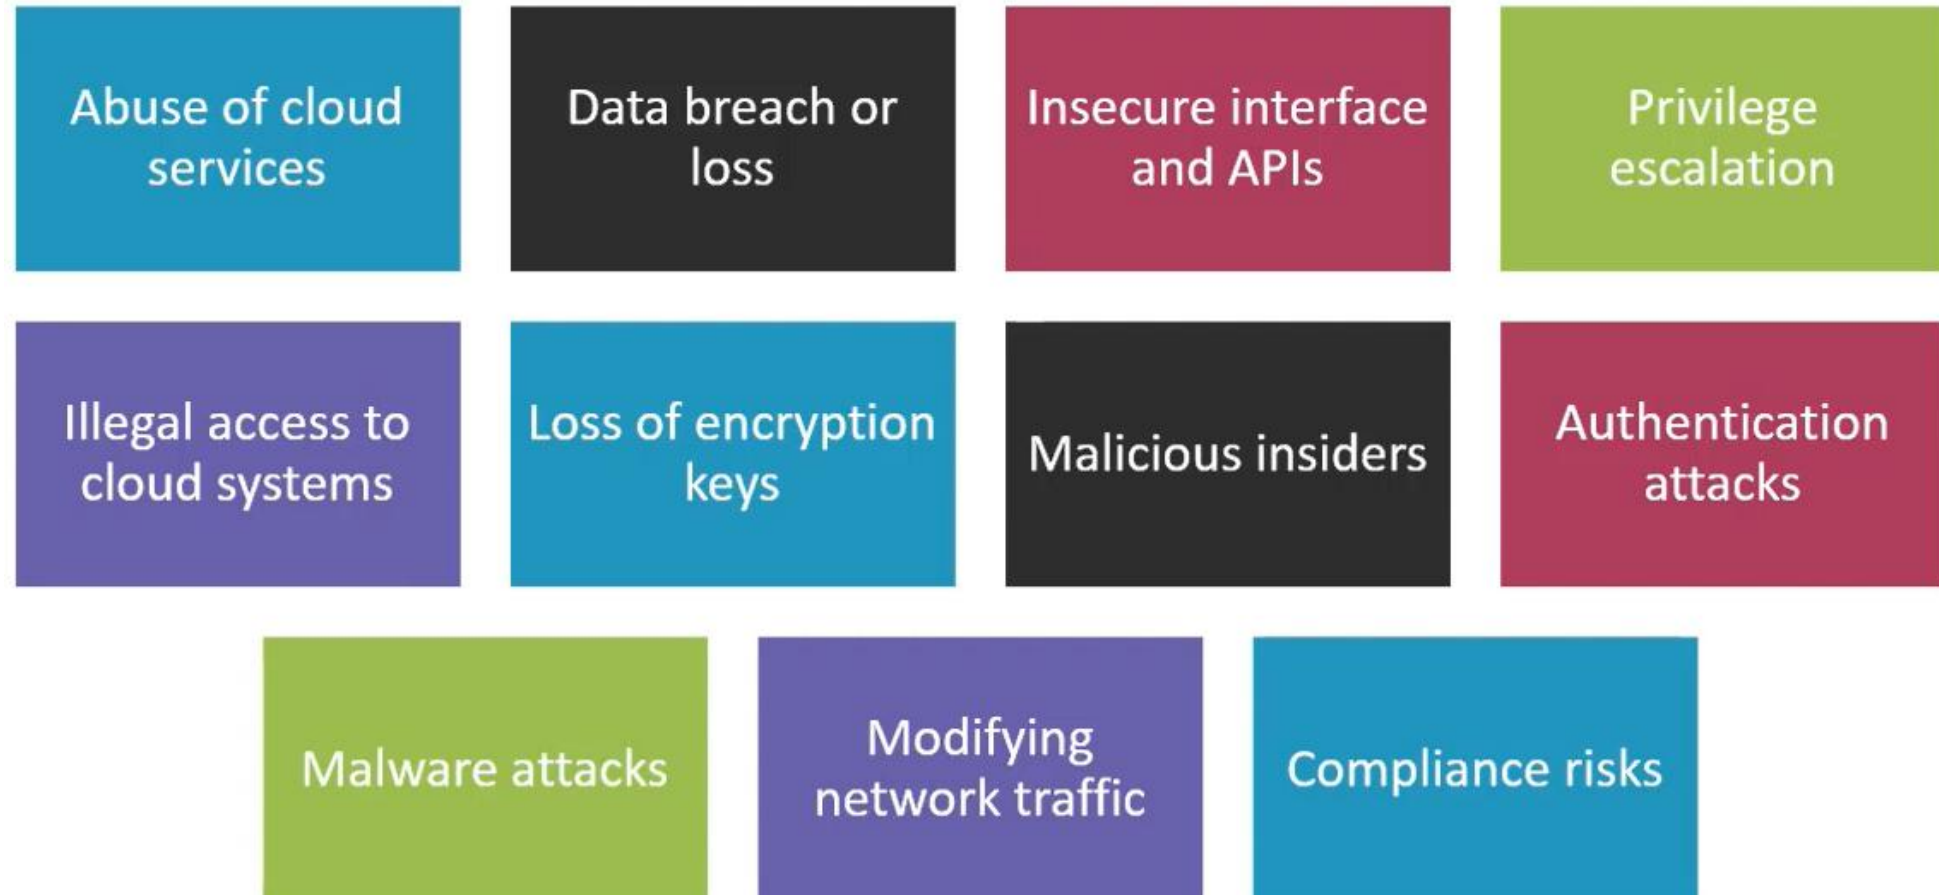 Abuse of cloud
services
Data breach or
loss
Insecure interface
and APIs
Privilege
escalation
Illegal access to
cloud systems
Loss of encryption
keys
Malicious insiders
Authentication
attacks
Malware attacks
Modifying
network traffic
Compliance risks